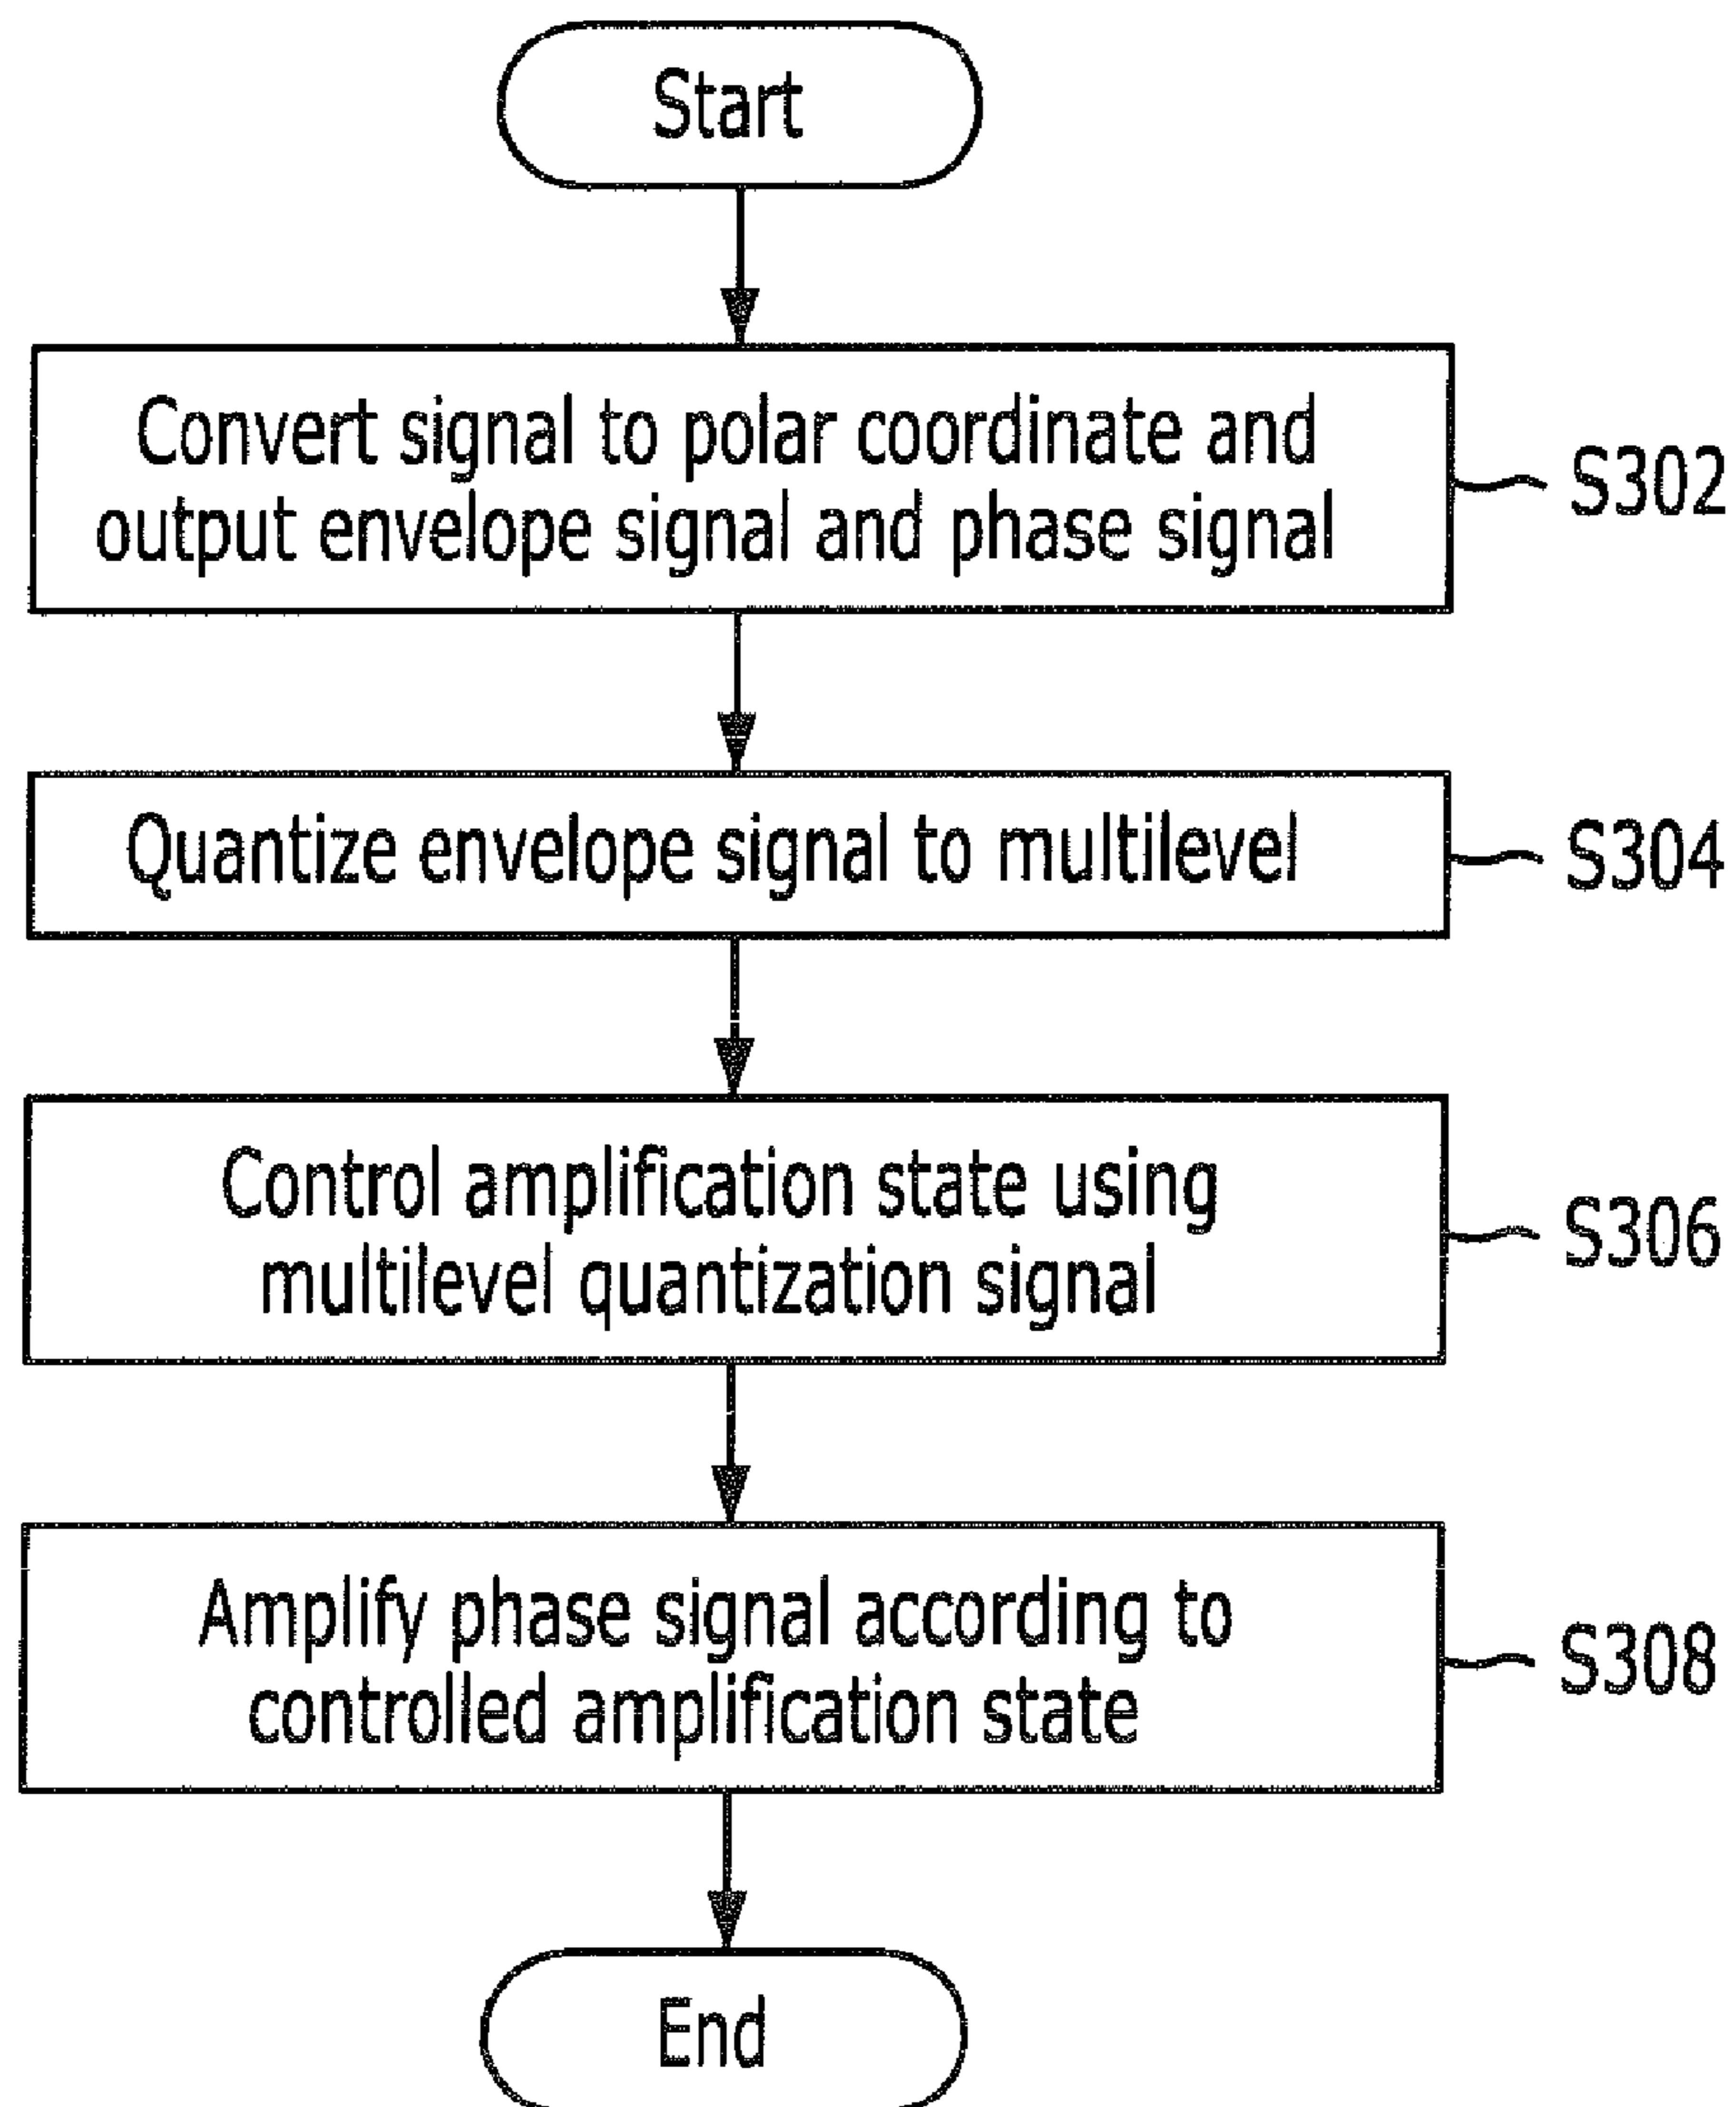 Start
Convert signal to polar coordinate and
output envelope signal and phase signal
S302
Quantize envelope signal to multilevel
S304
Control amplification state using
multilevel quantization signal
S306
Amplify phase signal according to
controlled amplification state
S308
End